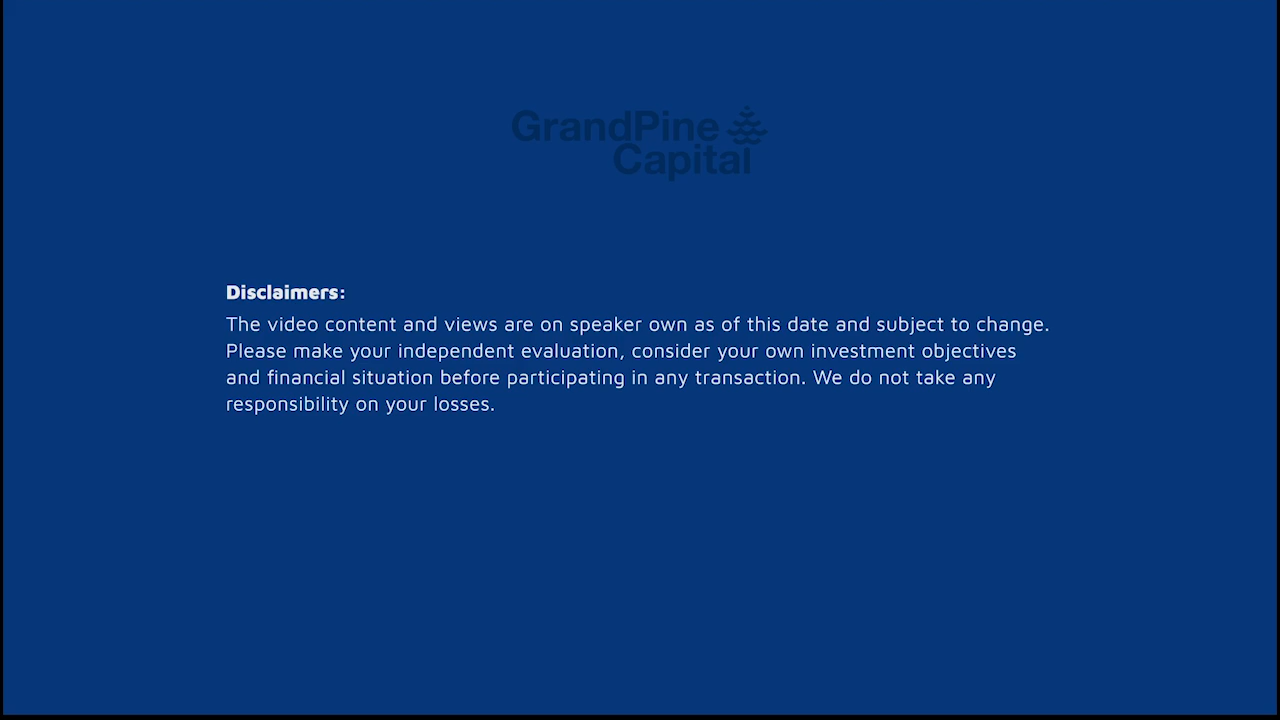 GrandPine
Capital
Disclaimers:
The video content and views are on speaker own as of this date and subject to change.
Please make your independent evaluation, consider your own investment objectives
and financial situation before participating in any transaction. We do not take any
responsibility on your losses.